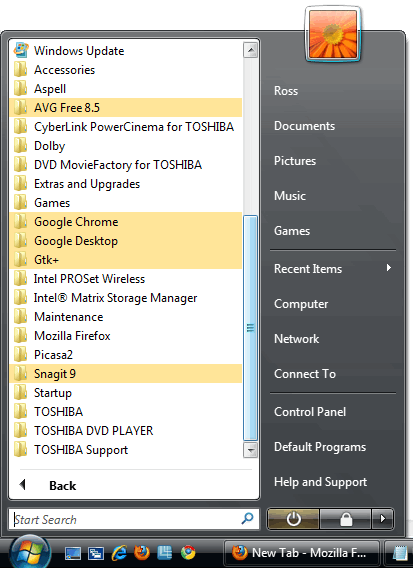 Windows Update
Accessories
Aspell
AVG Free 8.5
CyberLink PowerCinema for TOSHIBA
Dolby
DVD MovieFactory for TOSHIBA
Extras and Upgrades
Games
Google Chrome
Google Desktop
Gtk+
Intel PROSet Wireless
Intel® Matrix Storage Manager
Maintenance
Mozilla Firefox
Picasa2
Snagit 9
Startup
TOSHIBA
TOSHIBA DVD PLAYER
TOSHIBA Support
Back
Start Search
Ross
Documents
Pictures
Music
Games
Recent Items
Computer
Network
Connect To
Control Panel
Default Programs
Help and Support
New Tab - Mozilla F...